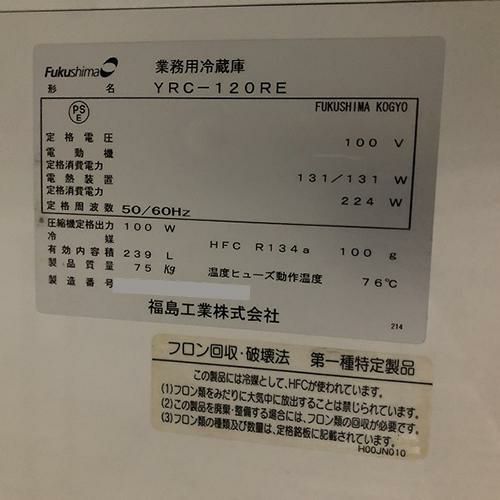 Fukushima 業務用冷蔵庫
形 名 YRC-120RE
PS E FUKUSHIMA KOGYO
定格電圧 100 V
電動機
定格消費電力 131/131 W
電熱装置
定格消費電力 224 W
定格周波数 50/60Hz
圧縮機定格出力 100 W
冷媒 HFC R134a 100 g
有効内容積 239 L
製品質量 75 Kg 温度ヒューズ動作温度 76℃
製造番号
福島工業株式会社
214
フロン回収・破壊法 第一種特定製品
この製品には冷媒として、HFCが使われています。
(1)フロン類をみだりに大気中に放出することは禁じられています。
(2)この製品を廃棄・整備する場合には、フロン類の回収が必要です。
(3)フロン類の種類及び数量は、定格銘板に記載されています。
H00JN010